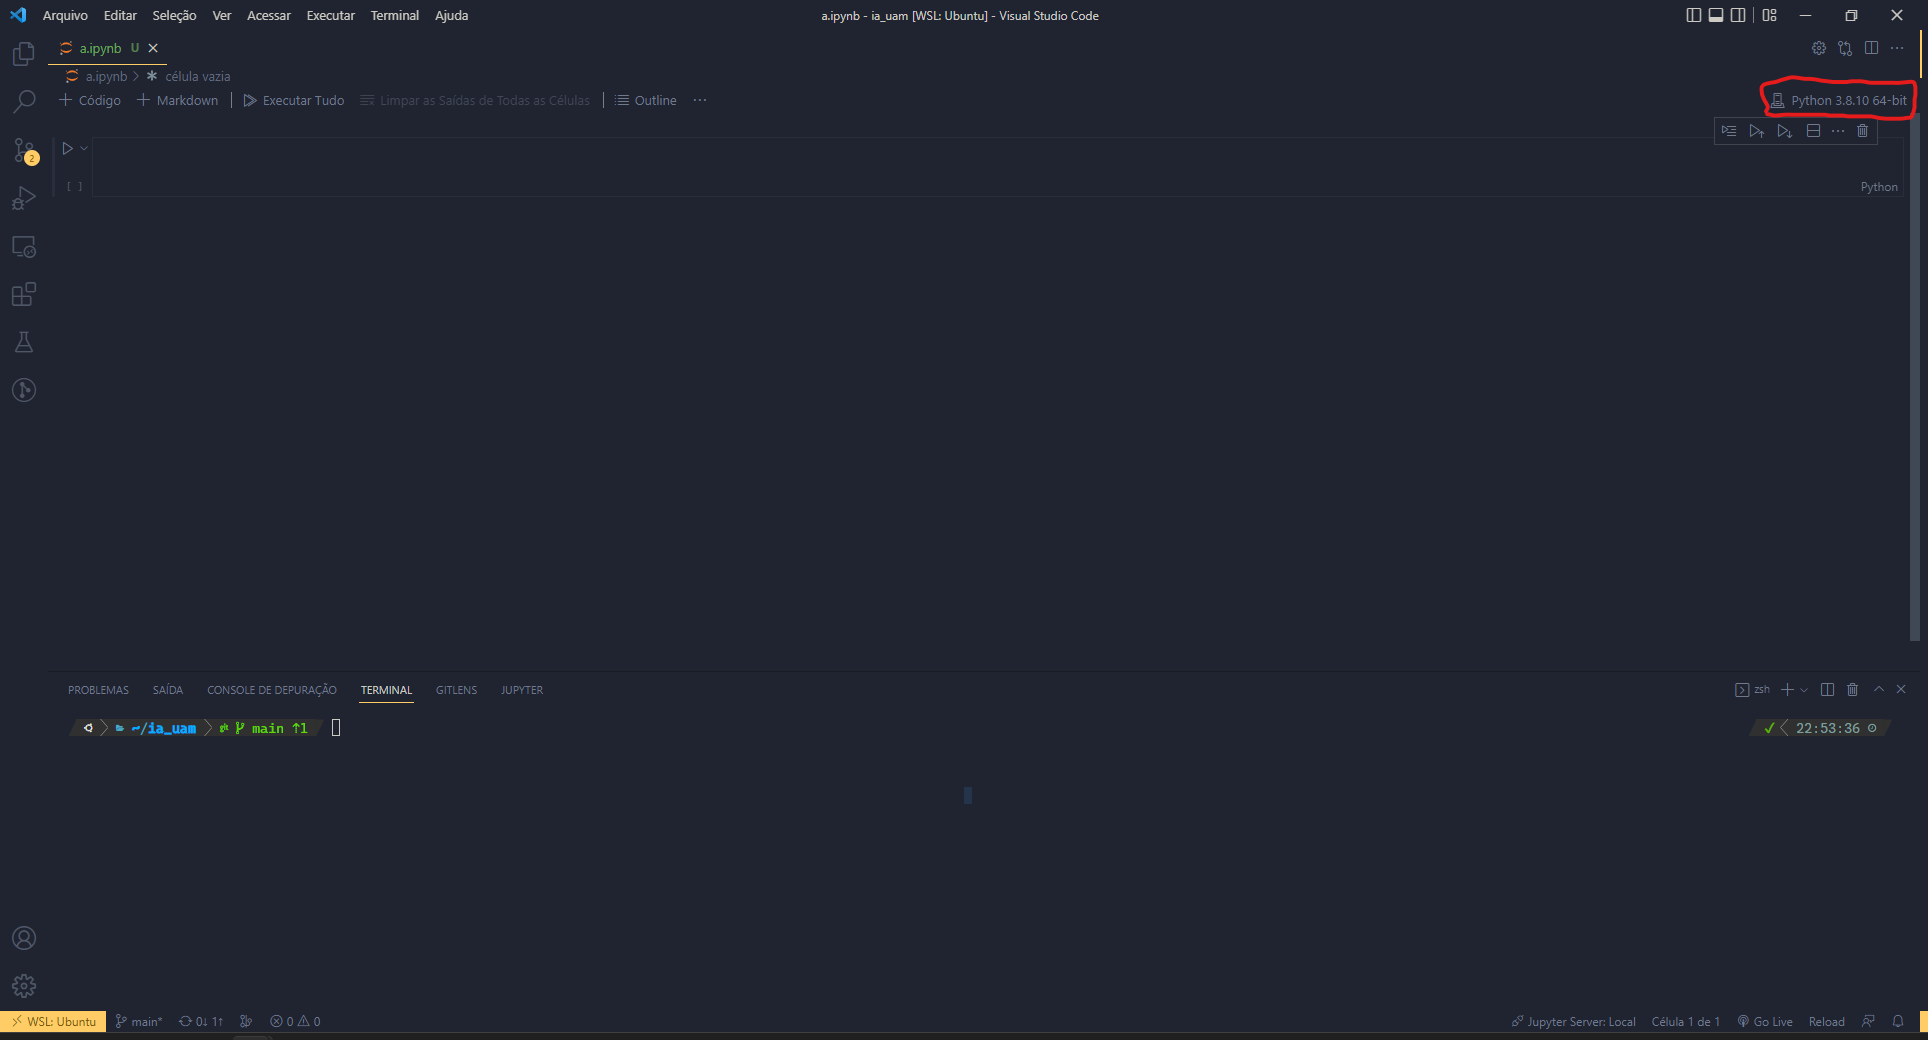 Arquivo Editar Seleção Ver Acessar Executar Terminal Ajuda a.ipynb - ia_uam [WSL: Ubuntu] - Visual Studio Code
a.ipynb U
a.ipynb célula vazia
Código Markdown Executar Tudo Limpar as Saídas de Todas as Células Outline ··· Python 3.8.10 64-bit
[ ]
Python
PROBLEMAS SAÍDA CONSOLE DE DEPURAÇÃO TERMINAL GITLENS JUPYTER zsh
~/ia_uam git main ↑1 22:53:36
2
WSL: Ubuntu main* 0↓ 1↑ 0 0 Jupyter Server: Local Célula 1 de 1 Go Live Reload